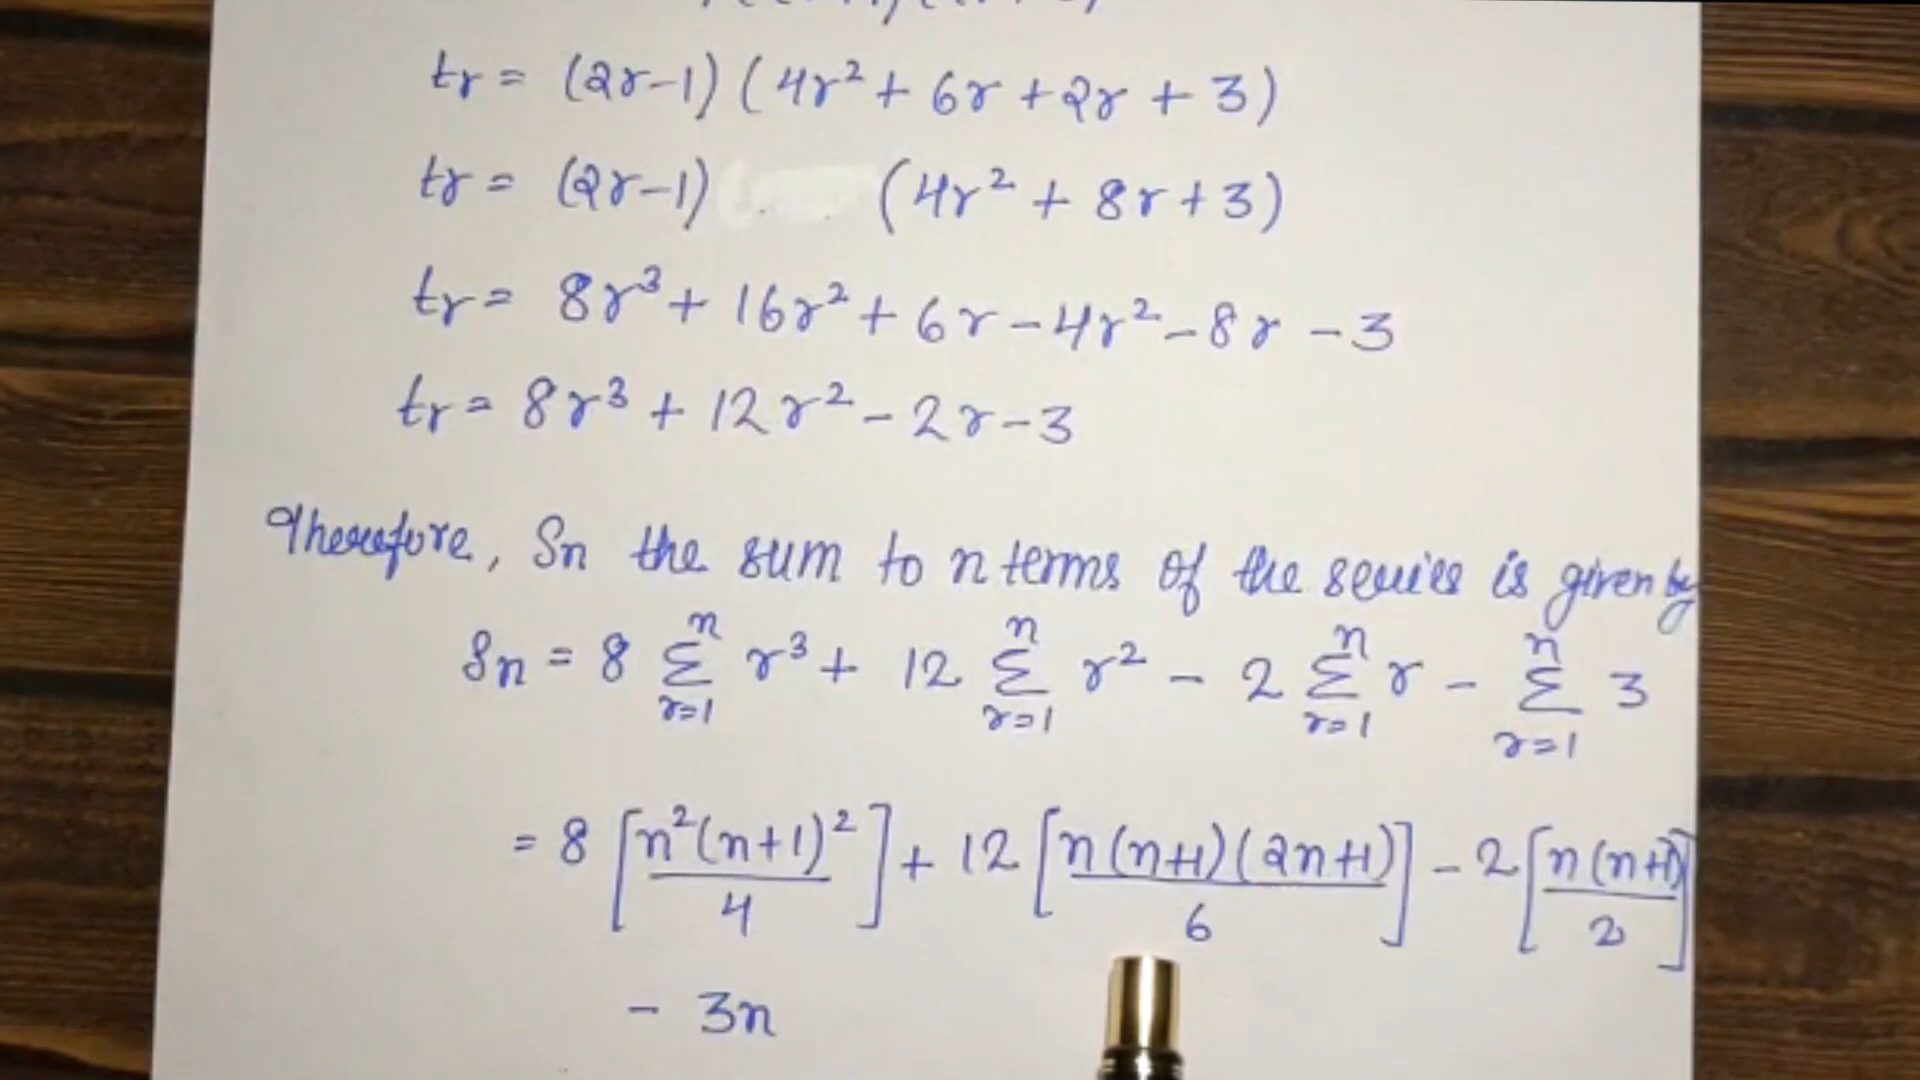 tr = (2r-1) (4r² + 6r + 2r + 3)
tr = (2r-1) (4r² + 8r + 3)
tr = 8r³ + 16r² + 6r - 4r² - 8r - 3
tr = 8r³ + 12r² - 2r - 3
Therefore, Sn the sum to n terms of the series is given by
Sn = 8 Σ_{r=1}^{n} r³ + 12 Σ_{r=1}^{n} r² - 2 Σ_{r=1}^{n} r - Σ_{r=1}^{n} 3
= 8 [n²(n+1)²/4] + 12 [n(n+1)(2n+1)/6] - 2 [n(n+1)/2]
- 3n